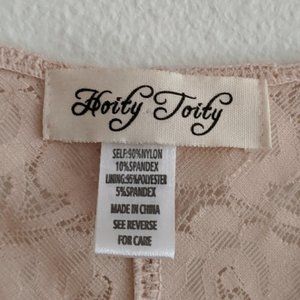 Hoity Toity
SELF:90%NYLON
10%SPANDEX
LINING:95%POLYESTER
5%SPANDEX
MADE IN CHINA
SEE REVERSE
FOR CARE